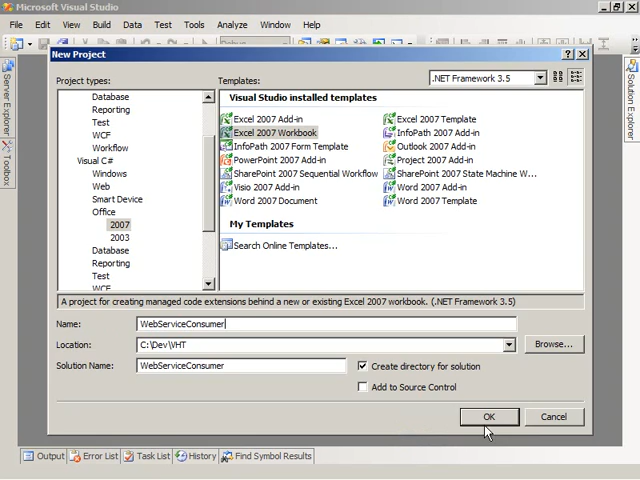 Microsoft Visual Studio
File Edit View Build Data Test Tools Analyze Window Help
Debug
New Project
Project types:
Templates:
.NET Framework 3.5
Database
Reporting
Test
WCF
Workflow
Visual C#
Windows
Web
Smart Device
Office
2007
2003
Database
Reporting
Test
WCF
Visual Studio installed templates
Excel 2007 Add-in
Excel 2007 Template
Excel 2007 Workbook
InfoPath 2007 Add-in
InfoPath 2007 Form Template
Outlook 2007 Add-in
PowerPoint 2007 Add-in
Project 2007 Add-in
SharePoint 2007 Sequential Workflow
SharePoint 2007 State Machine W...
Visio 2007 Add-in
Word 2007 Add-in
Word 2007 Document
Word 2007 Template
My Templates
Search Online Templates...
A project for creating managed code extensions behind a new or existing Excel 2007 workbook. (.NET Framework 3.5)
Name:
WebServiceConsumer
Location:
C:\Dev\VHT
Browse...
Solution Name:
WebServiceConsumer
Create directory for solution
Add to Source Control
OK
Cancel
Server Explorer
Toolbox
Solution Explorer
Output
Error List
Task List
History
Find Symbol Results